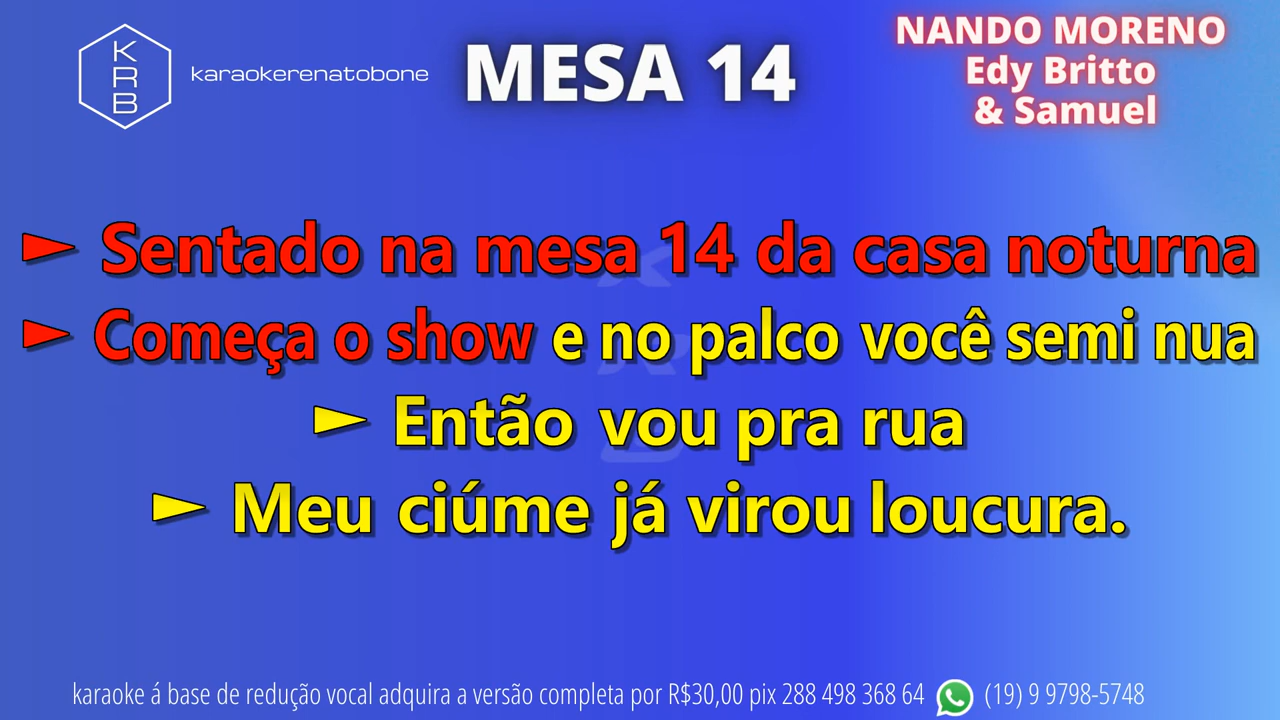 KRB
karaokerenatobone
MESA 14
NANDO MORENO
Edy Britto
& Samuel
► Sentado na mesa 14 da casa noturna
► Começa o show e no palco você semi nua
► Então vou pra rua
► Meu ciúme já virou loucura.
karaoke á base de redução vocal adquira a versão completa por R$30,00 pix 288 498 368 64 (19) 9 9798-5748